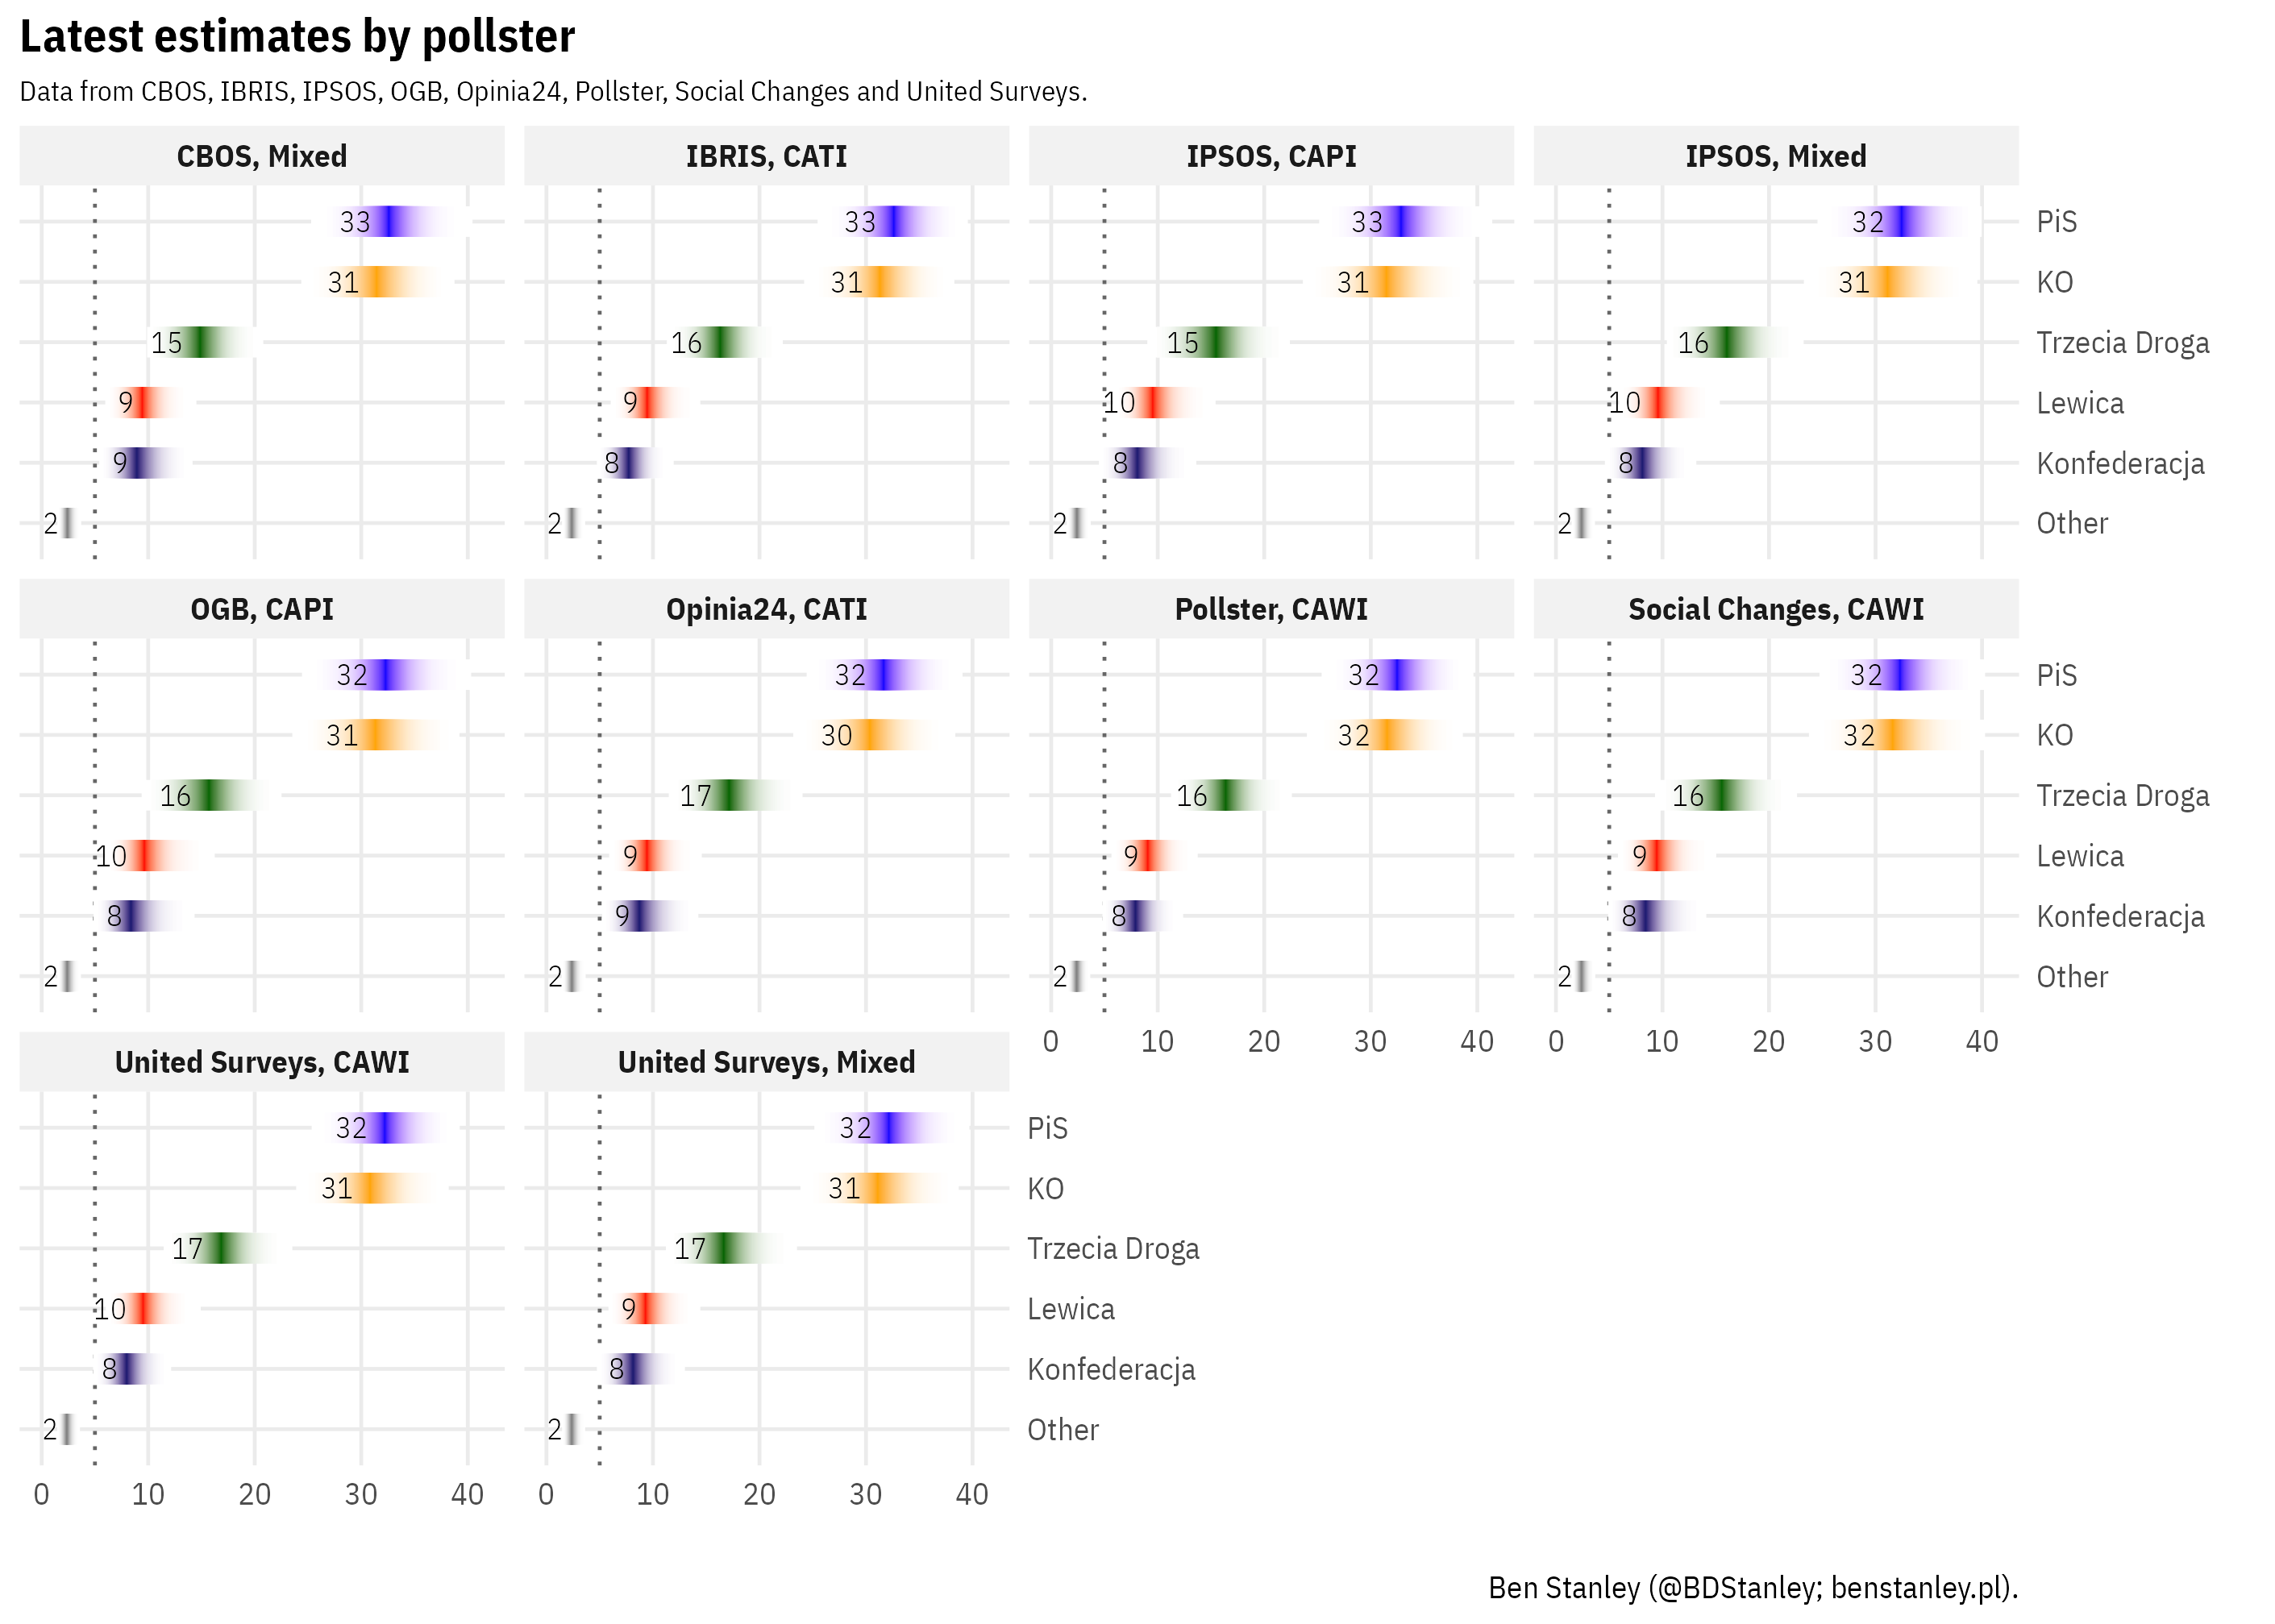 Latest estimates by pollster
Data from CBOS, IBRIS, IPSOS, OGB, Opinia24, Pollster, Social Changes and United Surveys.
CBOS, Mixed IBRIS, CATI IPSOS, CAPI IPSOS, Mixed
33 33 33 32 PiS
31 31 31 31 KO
15 16 15 16 Trzecia Droga
9 9 10 10 Lewica
9 8 8 8 Konfederacja
2 2 2 2 Other
OGB, CAPI Opinia24, CATI Pollster, CAWI Social Changes, CAWI
32 32 32 32 PiS
31 30 32 32 KO
16 17 16 16 Trzecia Droga
10 9 9 9 Lewica
8 9 8 8 Konfederacja
2 2 2 2 Other
0 10 20 30 40 0 10 20 30 40
United Surveys, CAWI United Surveys, Mixed
32 32 PiS
31 31 KO
17 17 Trzecia Droga
10 9 Lewica
8 8 Konfederacja
2 2 Other
0 10 20 30 40 0 10 20 30 40
Ben Stanley (@BDStanley; benstanley.pl).